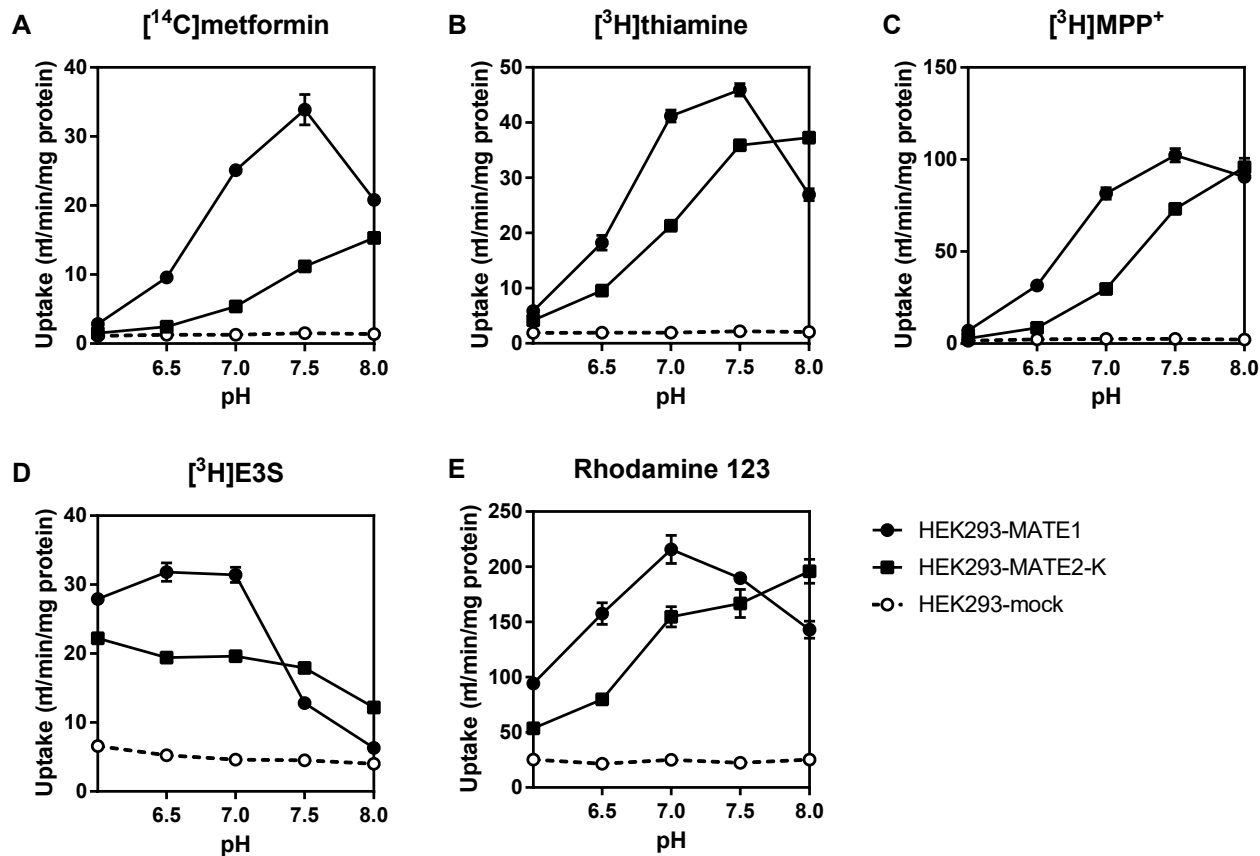 A [¹⁴C]metformin
Uptake (ml/min/mg protein)
40
30
20
10
0
6.5 7.0 7.5 8.0
pH
B [³H]thiamine
Uptake (ml/min/mg protein)
50
40
30
20
10
0
6.5 7.0 7.5 8.0
pH
C [³H]MPP⁺
Uptake (ml/min/mg protein)
150
100
50
0
6.5 7.0 7.5 8.0
pH
D [³H]E3S
Uptake (ml/min/mg protein)
40
30
20
10
0
6.5 7.0 7.5 8.0
pH
E Rhodamine 123
Uptake (ml/min/mg protein)
250
200
150
100
50
0
6.5 7.0 7.5 8.0
pH
HEK293-MATE1
HEK293-MATE2-K
HEK293-mock